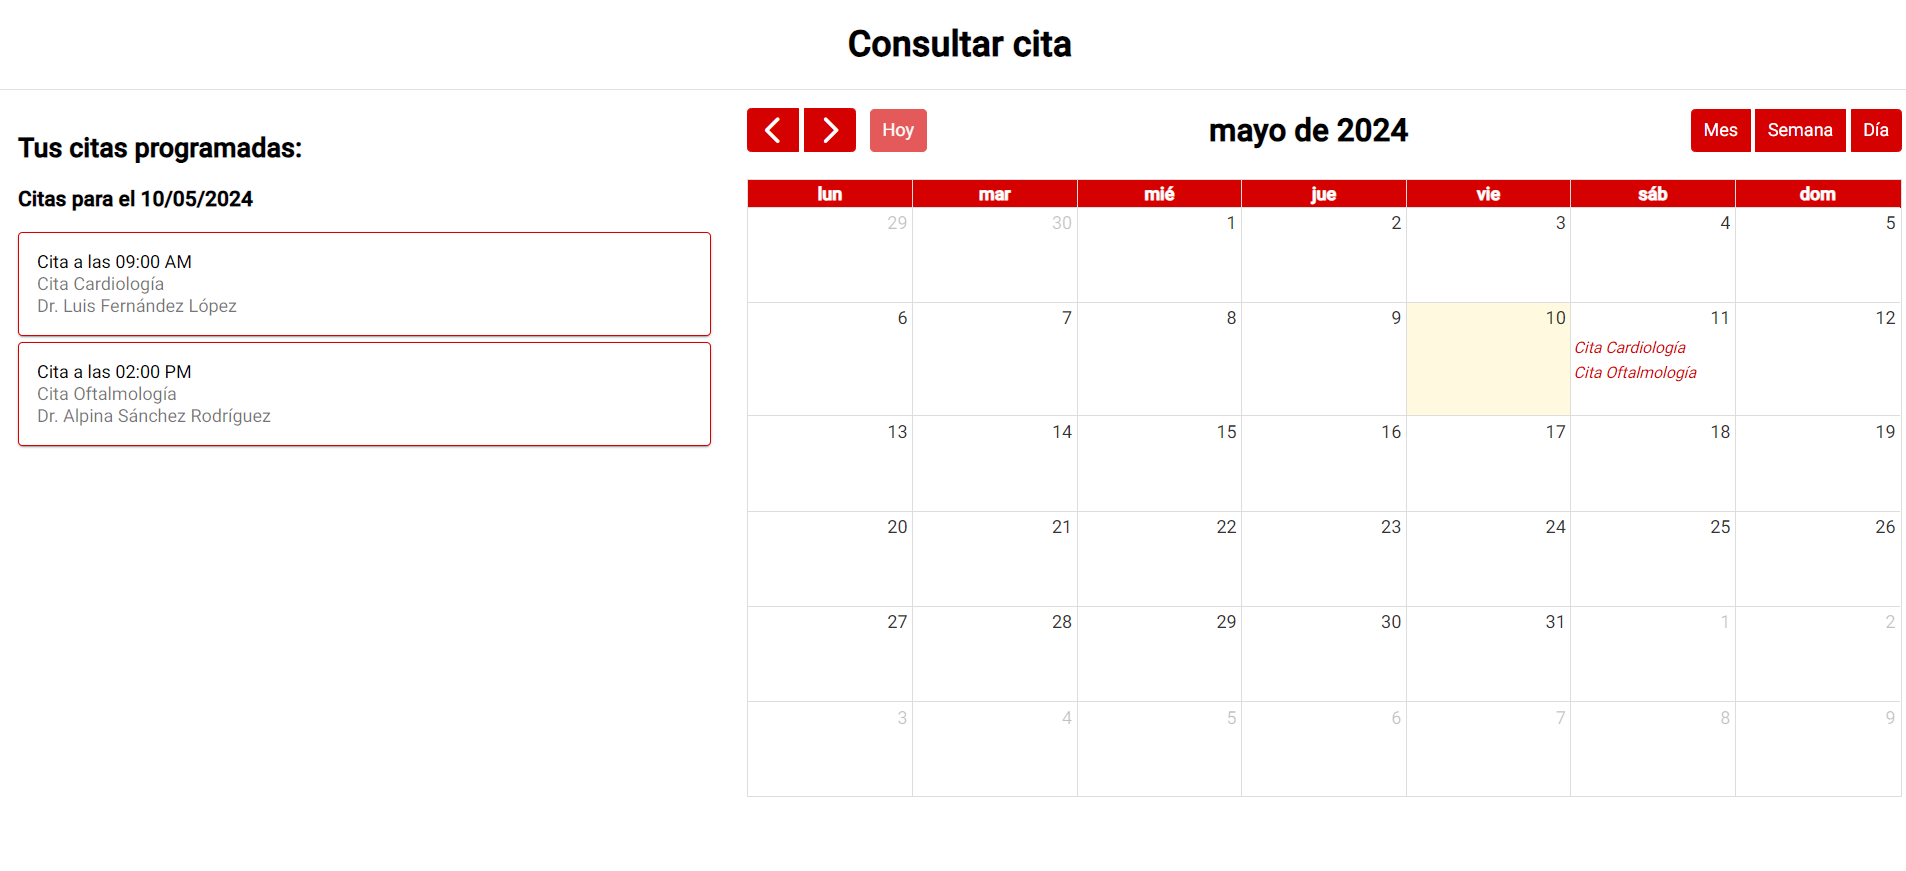 Consultar cita
Tus citas programadas:
Citas para el 10/05/2024
Cita a las 09:00 AM
Cita Cardiología
Dr. Luis Fernández López
Cita a las 02:00 PM
Cita Oftalmología
Dr. Alpina Sánchez Rodríguez
Hoy
mayo de 2024
Mes Semana Día
lun mar mié jue vie sáb dom
29 30 1 2 3 4 5
6 7 8 9 10 11 12
Cita Cardiología
Cita Oftalmología
13 14 15 16 17 18 19
20 21 22 23 24 25 26
27 28 29 30 31 1 2
3 4 5 6 7 8 9